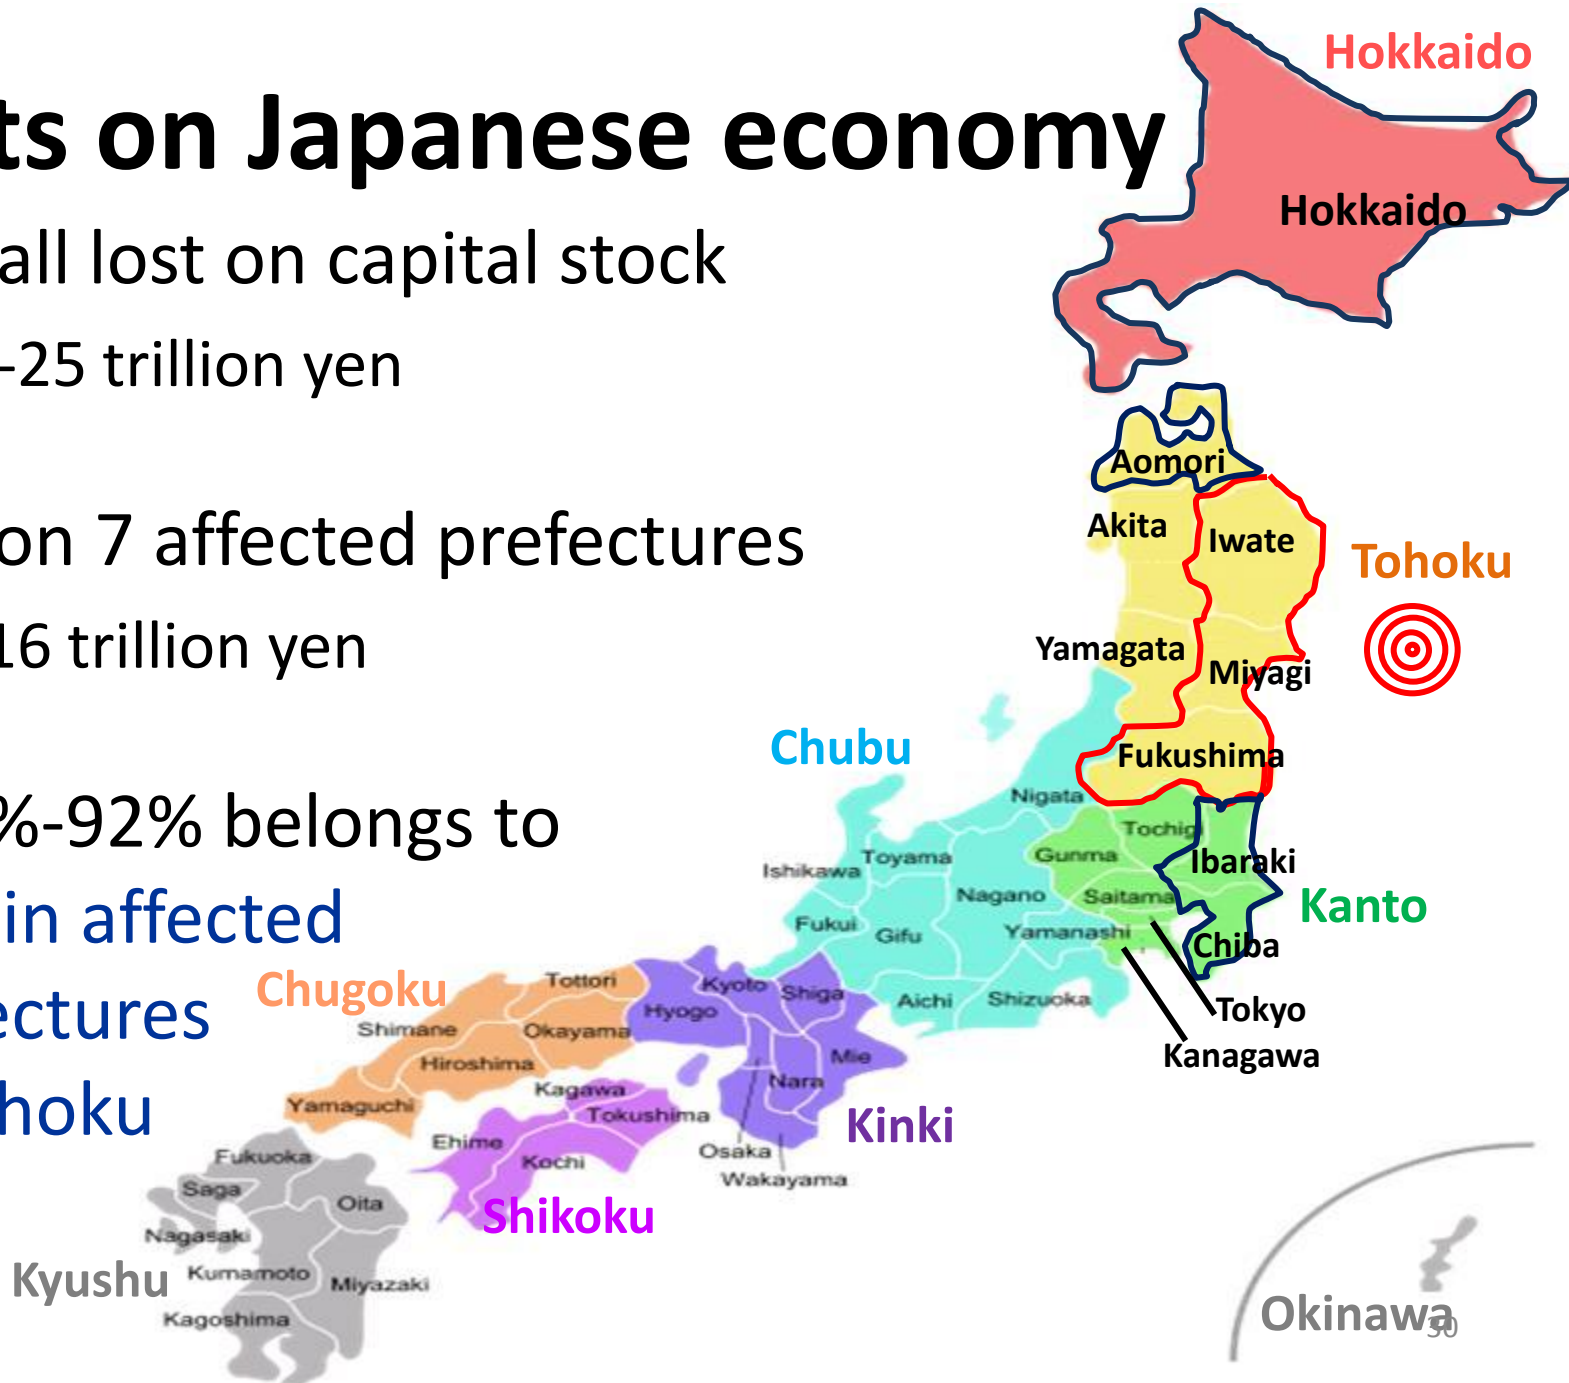 ts on Japanese economy
all lost on capital stock
-25 trillion yen
on 7 affected prefectures
16 trillion yen
%-92% belongs to
in affected
ectures
hoku
Hokkaido
Hokkaido
Aomori
Akita
Iwate
Tohoku
Yamagata
Miyagi
Chubu
Fukushima
Nigata
Tochigi
Gunma
Ibaraki
Ishikawa
Toyama
Nagano
Saitama
Kanto
Fukui
Gifu
Yamanashi
Chiba
Chugoku
Tottori
Kyoto
Shiga
Aichi
Shizuoka
Tokyo
Shimane
Okayama
Hyogo
Kanagawa
Hiroshima
Mie
Nara
Kagawa
Yamaguchi
Tokushima
Kinki
Ehime
Kochi
Osaka
Wakayama
Fukuoka
Saga
Oita
Shikoku
Nagasaki
Kyushu
Kumamoto
Miyazaki
Kagoshima
Okinawa
30